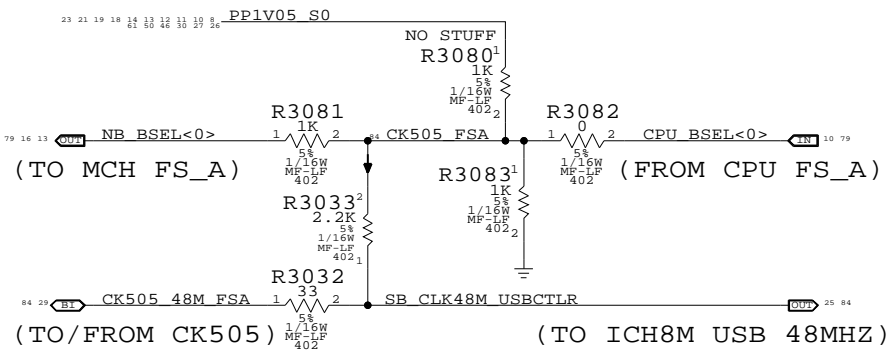 23 21 19 18 14 13 12 11 10 8 PP1V05_S0
61 50 46 30 27 26
NO STUFF
R3080 1
1K
5%
1/16W
MF-LF
402 2
R3081
1K
1 2
5%
1/16W
MF-LF
402
R3082
0
1 2
5%
1/16W
MF-LF
402
79 16 13 OUT NB_BSEL<0>
84 CK505_FSA
CPU_BSEL<0> IN 10 79
(TO MCH FS_A)
(FROM CPU FS_A)
R3083 1
1K
5%
1/16W
MF-LF
402 2
R3033 2
2.2K
5%
1/16W
MF-LF
402 1
R3032
33
1 2
5%
1/16W
MF-LF
402
84 29 BI CK505_48M_FSA
SB_CLK48M_USBCTLR OUT 25 84
(TO/FROM CK505)
(TO ICH8M USB 48MHZ)